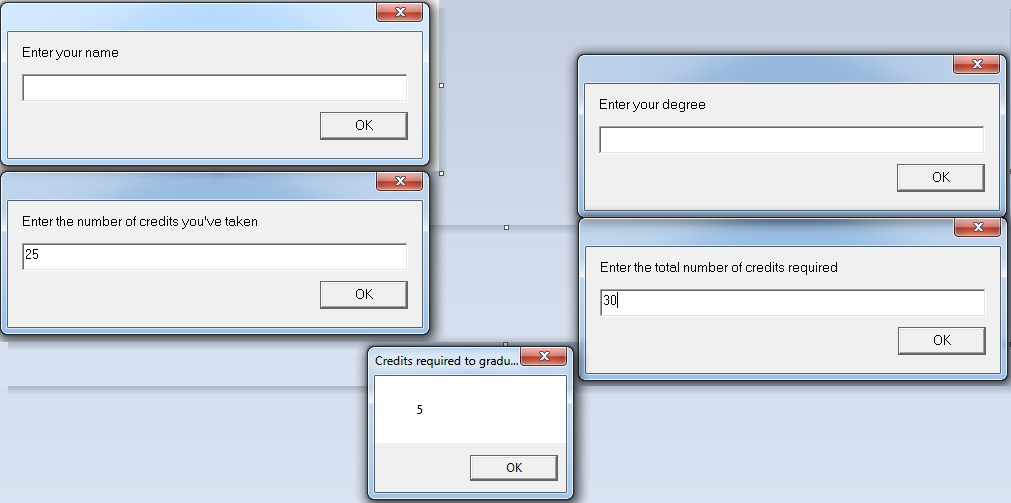 Enter your name
OK
Enter your degree
OK
Enter the number of credits you've taken
25
OK
Enter the total number of credits required
30
OK
Credits required to gradu...
5
OK